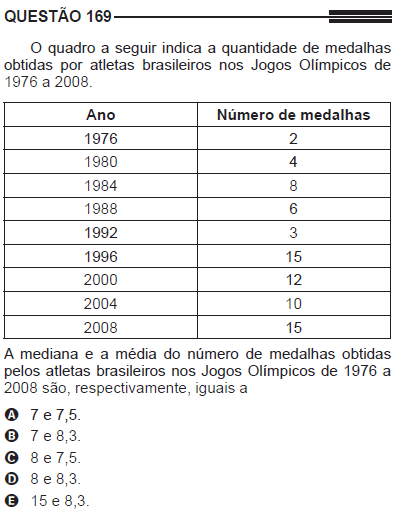 QUESTÃO 169
O quadro a seguir indica a quantidade de medalhas
obtidas por atletas brasileiros nos Jogos Olímpicos de
1976 a 2008.
Ano Número de medalhas
1976 2
1980 4
1984 8
1988 6
1992 3
1996 15
2000 12
2004 10
2008 15
A mediana e a média do número de medalhas obtidas
pelos atletas brasileiros nos Jogos Olímpicos de 1976 a
2008 são, respectivamente, iguais a
A 7 e 7,5.
B 7 e 8,3.
C 8 e 7,5.
D 8 e 8,3.
E 15 e 8,3.